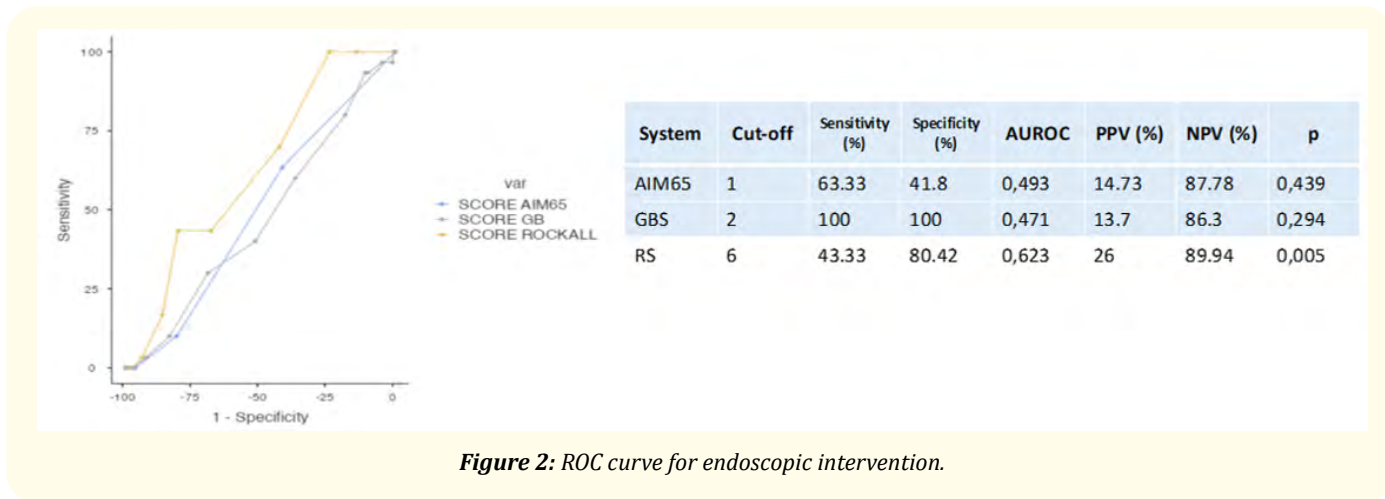 100
75
50
25
0
Sensitivity
-100 -75 -50 -25 0
1 - Specificity
var
SCORE AIM65
SCORE GB
SCORE ROCKALL
System Cut-off Sensitivity (%) Specificity (%) AUROC PPV (%) NPV (%) p
AIM65 1 63.33 41.8 0,493 14.73 87.78 0,439
GBS 2 100 100 0,471 13.7 86.3 0,294
RS 6 43.33 80.42 0,623 26 89.94 0,005
Figure 2: ROC curve for endoscopic intervention.